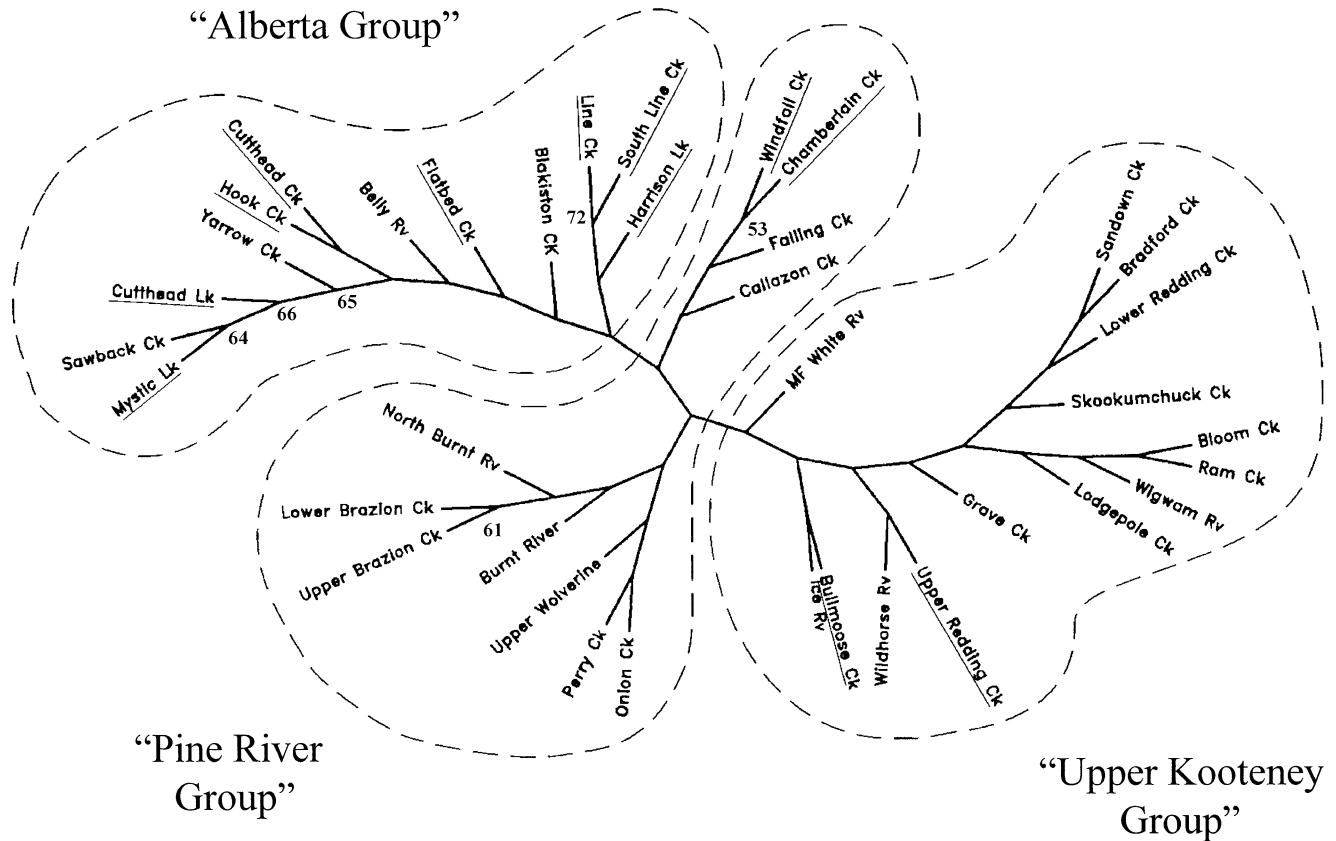 “Alberta Group”
Cutthead Ck
Hook Ck
Yarrow Ck
Cutthead Lk
Sawback Ck
Mystic Lk
64
66
65
Belly Rv
Flatbed Ck
Blakiston CK
Line Ck
South Line Ck
Harrison Lk
72
Windfall Ck
Chamberlain Ck
53
Falling Ck
Callazon Ck
MF White Rv
Sandown Ck
Bradford Ck
Lower Redding Ck
Skookumchuck Ck
Bloom Ck
Ram Ck
Wigwam Rv
Lodgepole Ck
Grave Ck
Upper Redding Ck
Wildhorse Rv
Bullmoose Ck
Ice Rv
North Burnt Rv
Lower Brazion Ck
Upper Brazion Ck
61
Burnt River
Upper Wolverine
Perry Ck
Onion Ck
“Pine River
Group”
“Upper Kooteney
Group”